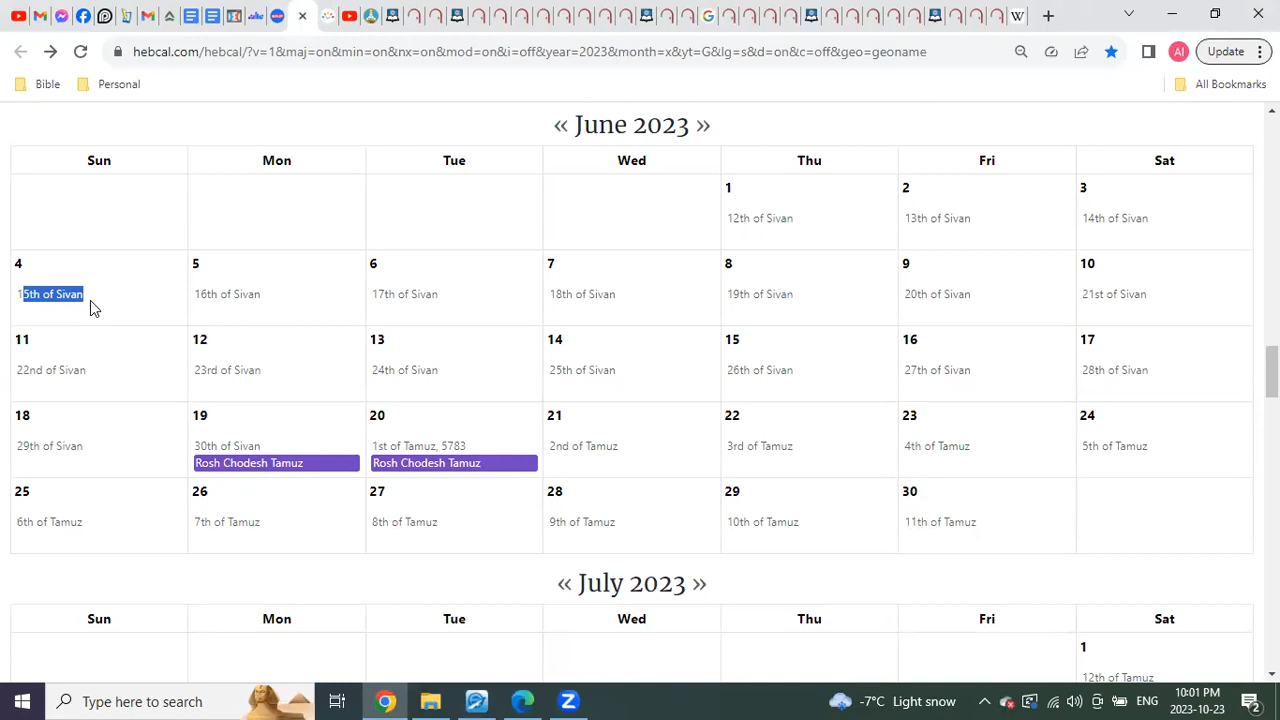 hebcal.com/hebcal/?v=1&maj=on&min=on&nx=on&mod=on&i=off&year=2023&month=x&yt=G&lg=s&d=on&c=off&geo=geoname
AI
Update
Bible
Personal
All Bookmarks
« June 2023 »
Sun Mon Tue Wed Thu Fri Sat
1 2 3
12th of Sivan 13th of Sivan 14th of Sivan
4 5 6 7 8 9 10
15th of Sivan 16th of Sivan 17th of Sivan 18th of Sivan 19th of Sivan 20th of Sivan 21st of Sivan
11 12 13 14 15 16 17
22nd of Sivan 23rd of Sivan 24th of Sivan 25th of Sivan 26th of Sivan 27th of Sivan 28th of Sivan
18 19 20 21 22 23 24
29th of Sivan 30th of Sivan 1st of Tamuz, 5783 2nd of Tamuz 3rd of Tamuz 4th of Tamuz 5th of Tamuz
Rosh Chodesh Tamuz Rosh Chodesh Tamuz
25 26 27 28 29 30
6th of Tamuz 7th of Tamuz 8th of Tamuz 9th of Tamuz 10th of Tamuz 11th of Tamuz
« July 2023 »
Sun Mon Tue Wed Thu Fri Sat
1
12th of Tamuz
Type here to search
-7°C Light snow
ENG
10:01 PM
2023-10-23
2